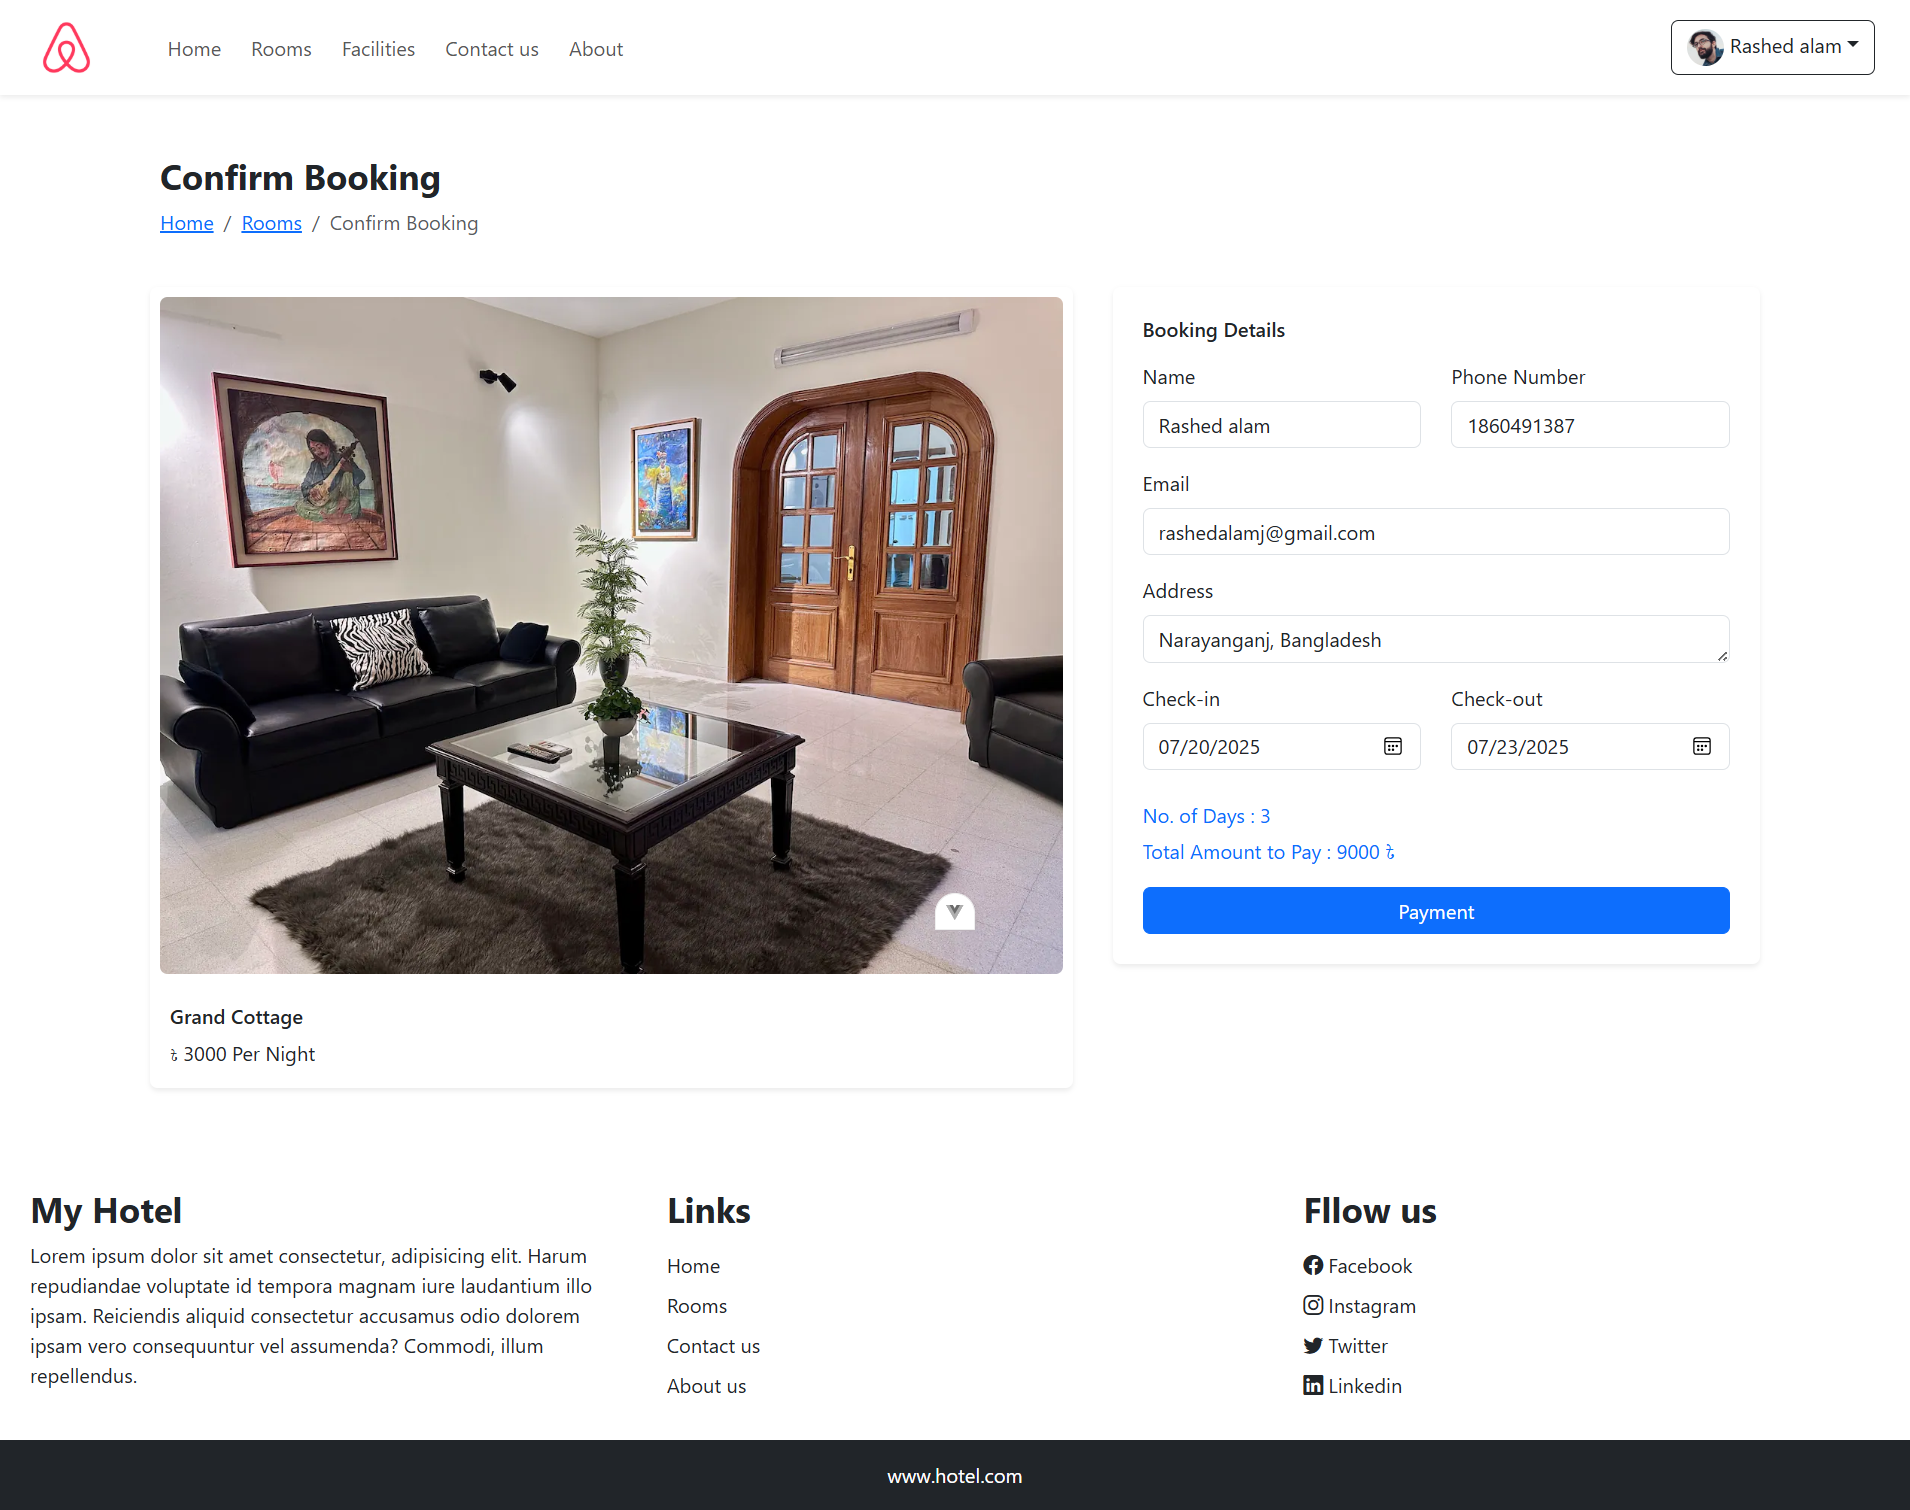 Home Rooms Facilities Contact us About Rashed alam
Confirm Booking
Home / Rooms / Confirm Booking
Booking Details
Name Phone Number
Rashed alam 1860491387
Email
rashedalamj@gmail.com
Address
Narayanganj, Bangladesh
Check-in Check-out
07/20/2025 07/23/2025
No. of Days : 3
Total Amount to Pay : 9000 ৳
Payment
Grand Cottage
৳ 3000 Per Night
My Hotel
Lorem ipsum dolor sit amet consectetur, adipisicing elit. Harum
repudiandae voluptate id tempora magnam iure laudantium illo
ipsam. Reiciendis aliquid consectetur accusamus odio dolorem
ipsam vero consequuntur vel assumenda? Commodi, illum
repellendus.
Links
Home
Rooms
Contact us
About us
Fllow us
Facebook
Instagram
Twitter
Linkedin
www.hotel.com